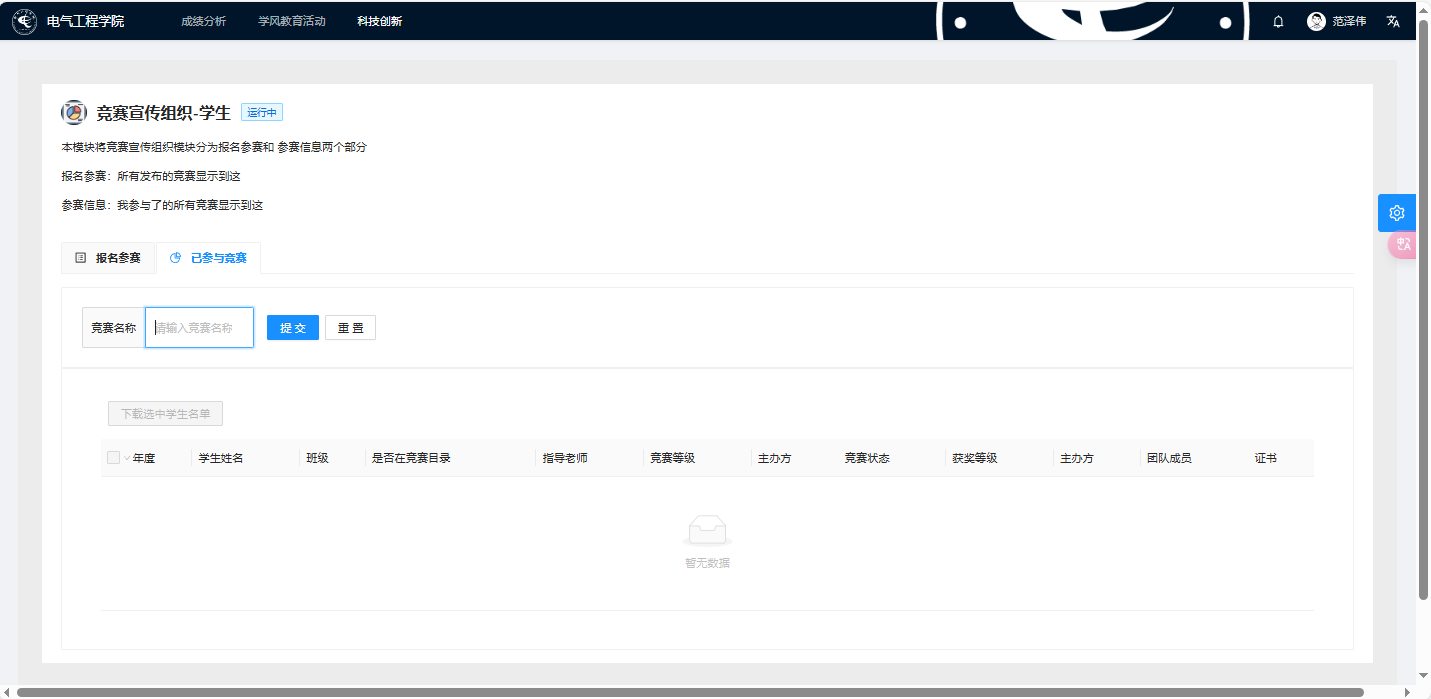 电气工程学院 成绩分析 学风教育活动 科技创新 范泽伟
竞赛宣传组织-学生 运行中
本模块将竞赛宣传组织模块分为报名参赛和 参赛信息两个部分
报名参赛：所有发布的竞赛显示到这
参赛信息：我参与了的所有竞赛显示到这
报名参赛 已参与竞赛
竞赛名称 请输入竞赛名称 提 交 重 置
下载选中学生名单
年度 学生姓名 班级 是否在竞赛目录 指导老师 竞赛等级 主办方 竞赛状态 获奖等级 主办方 团队成员 证书
暂无数据